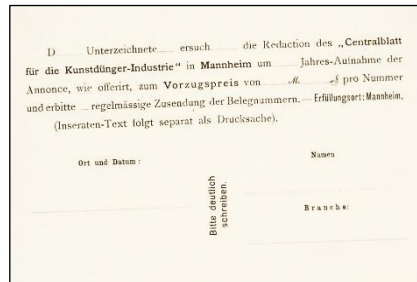 D Unterzeichnete ersuch die Redaction des „Centralblatt
für die Kunstdünger-Industrie“ in Mannheim um Jahres-Aufnahme der
Annonce, wie offerirt, zum Vorzugspreis von M. ₰ pro Nummer
und erbitte regelmässige Zusendung der Belegnummern. — Erfüllungsort: Mannheim.
(Inseraten-Text folgt separat als Drucksache).
Ort und Datum:
Bitte deutlich
schreiben.
Namen
Branche: